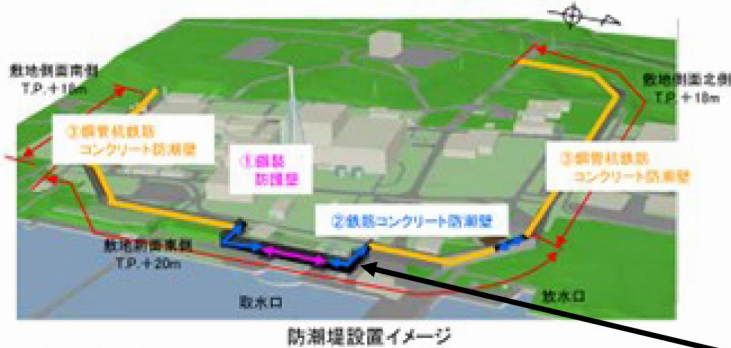 敷地側面南側
T.P.+18m
敷地側面北側
T.P.+18m
③鋼管杭鉄筋
コンクリート防潮壁
①鋼製
防護壁
③鋼管杭鉄筋
コンクリート防潮壁
②鉄筋コンクリート防潮壁
敷地前面東側
T.P.+20m
取水口
放水口
防潮堤設置イメージ